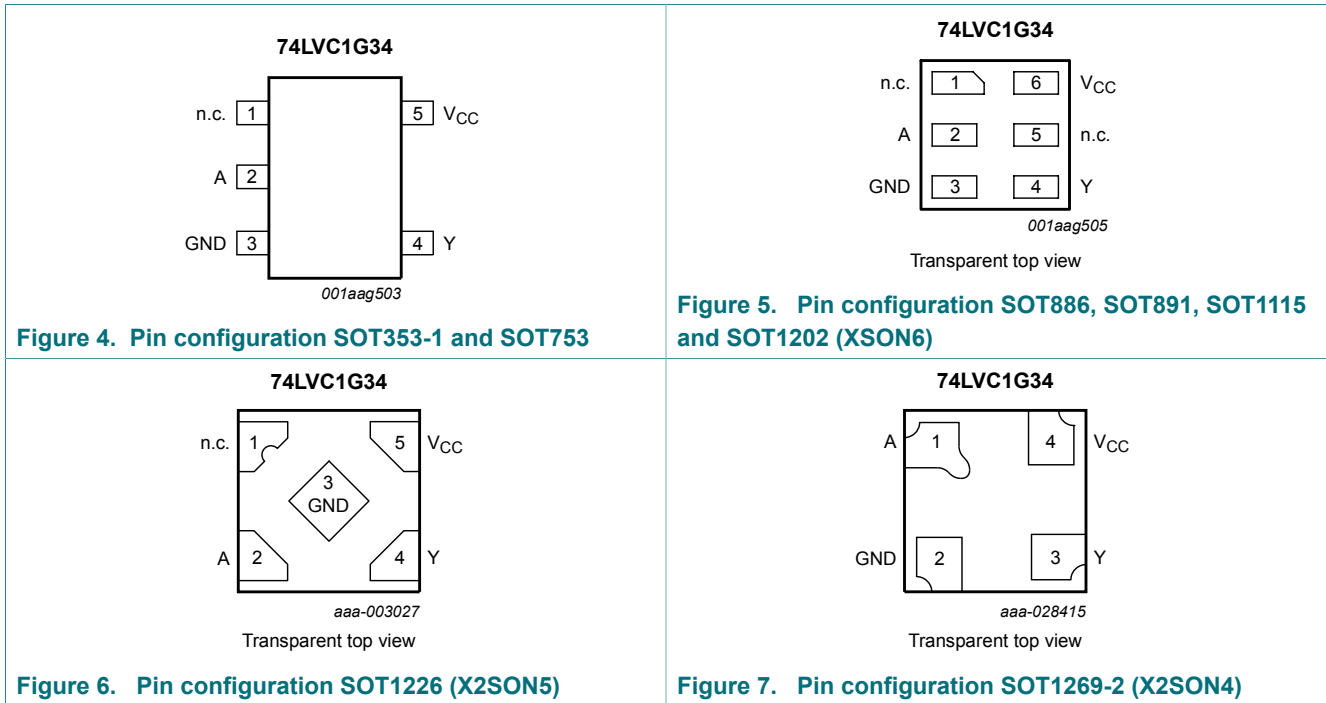 74LVC1G34
n.c. 1
5 VCC
A 2
GND 3
4 Y
001aag503
Figure 4. Pin configuration SOT353-1 and SOT753
74LVC1G34
n.c. 1 6 VCC
A 2 5 n.c.
GND 3 4 Y
001aag505
Transparent top view
Figure 5. Pin configuration SOT886, SOT891, SOT1115
and SOT1202 (XSON6)
74LVC1G34
n.c. 1 5 VCC
3
GND
A 2 4 Y
aaa-003027
Transparent top view
Figure 6. Pin configuration SOT1226 (X2SON5)
74LVC1G34
A 1 4 VCC
GND 2 3 Y
aaa-028415
Transparent top view
Figure 7. Pin configuration SOT1269-2 (X2SON4)